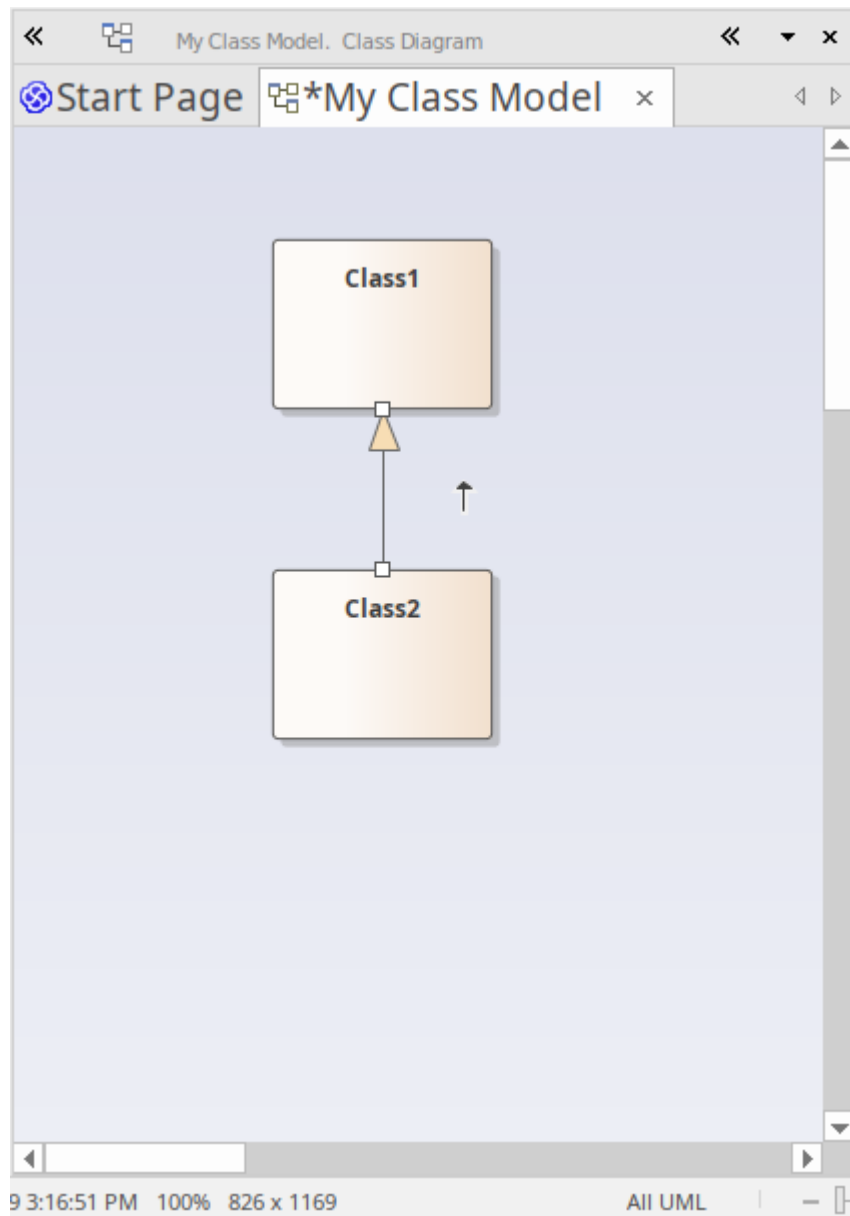 My Class Model. Class Diagram
Start Page *My Class Model
Class1
Class2
9 3:16:51 PM 100% 826 x 1169 All UML